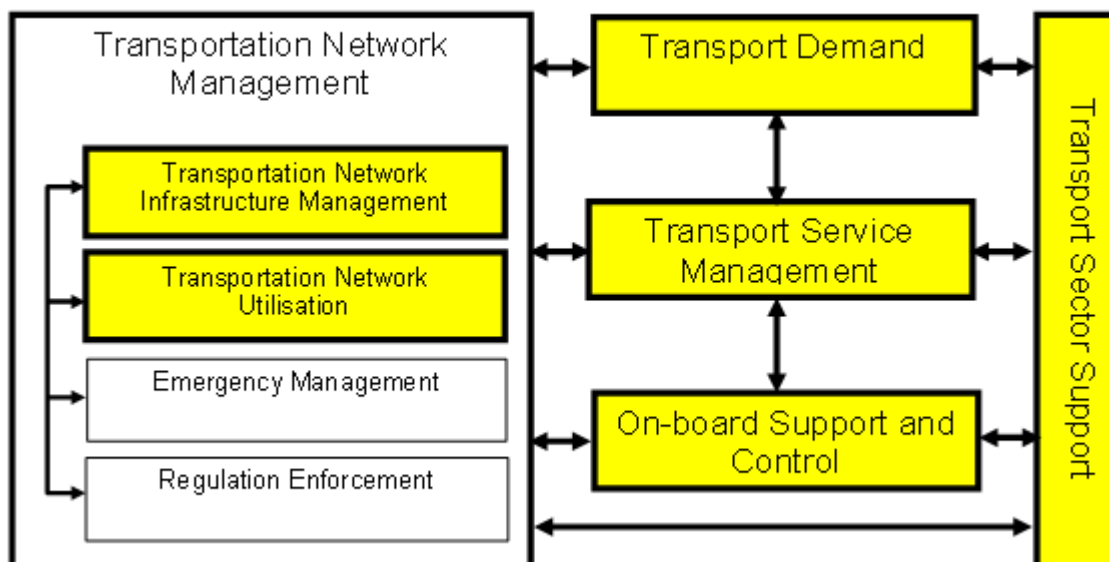 Transportation Network
Management
Transportation Network
Infrastructure Management
Transportation Network
Utilisation
Emergency Management
Regulation Enforcement
Transport Demand
Transport Service
Management
On-board Support and
Control
Transport Sector Support